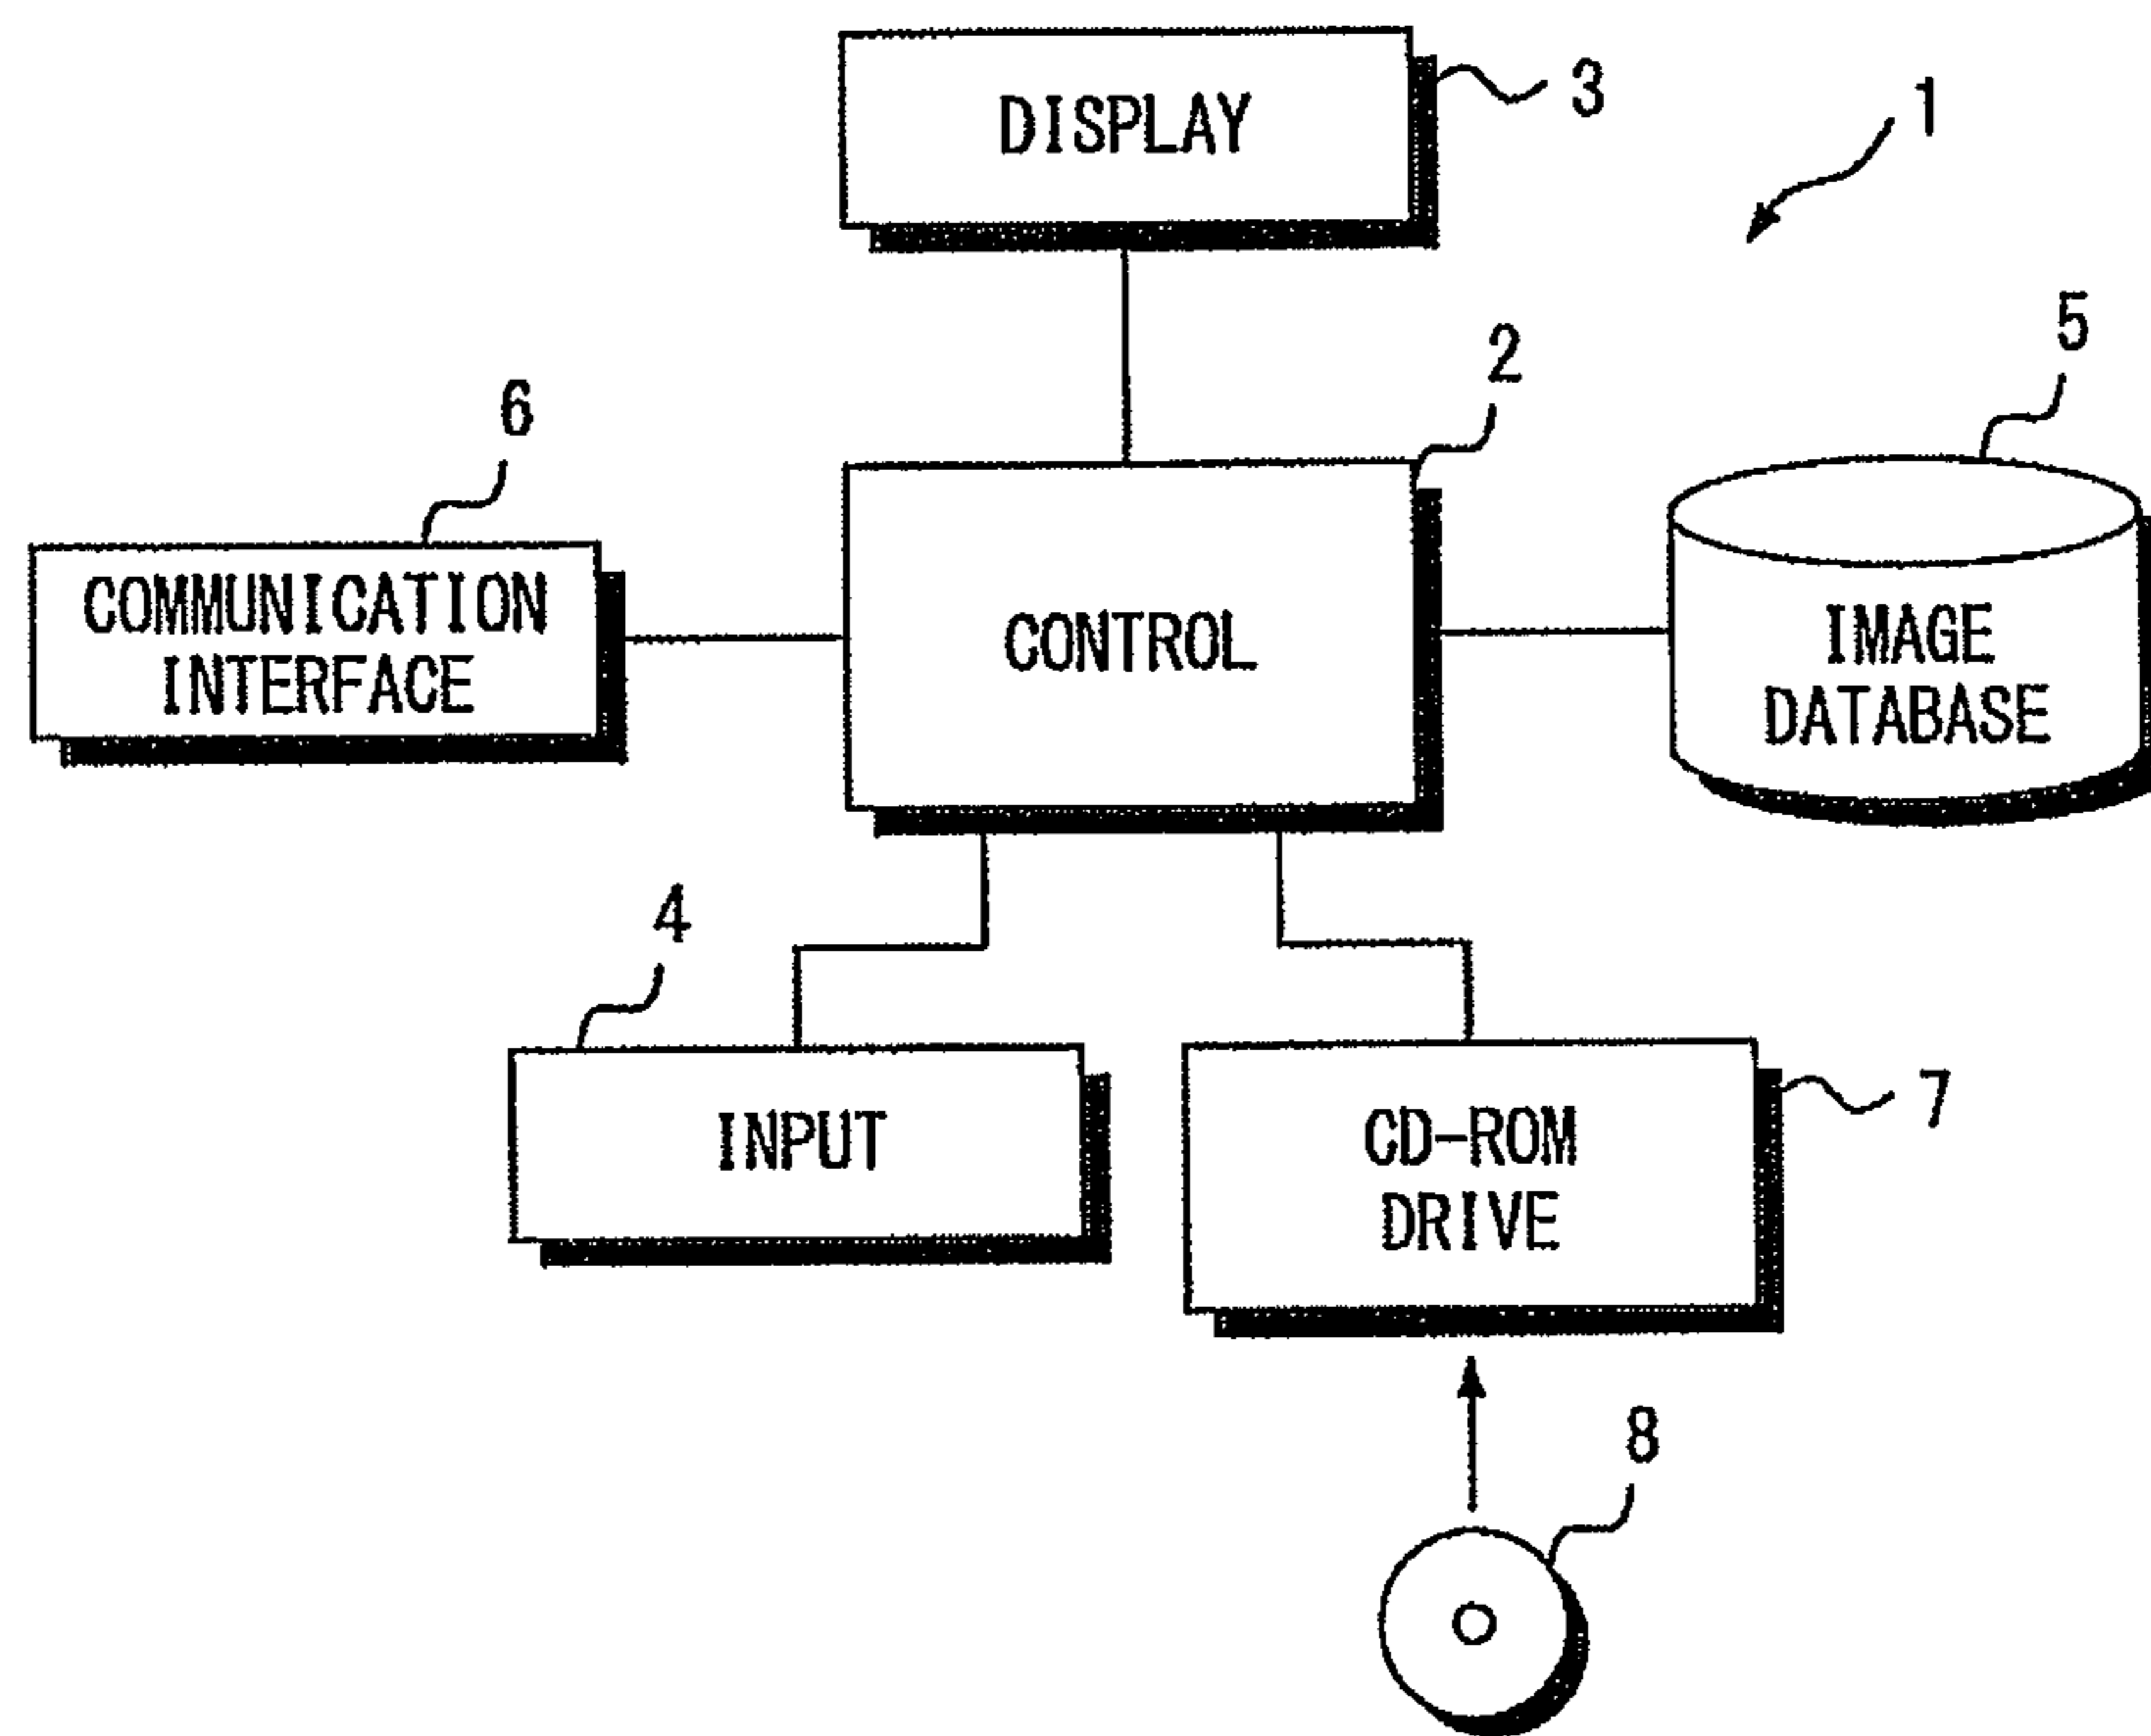 DISPLAY
3
1
2
5
6
COMMUNICATION
INTERFACE
CONTROL
IMAGE
DATABASE
4
INPUT
CD-ROM
DRIVE
7
8